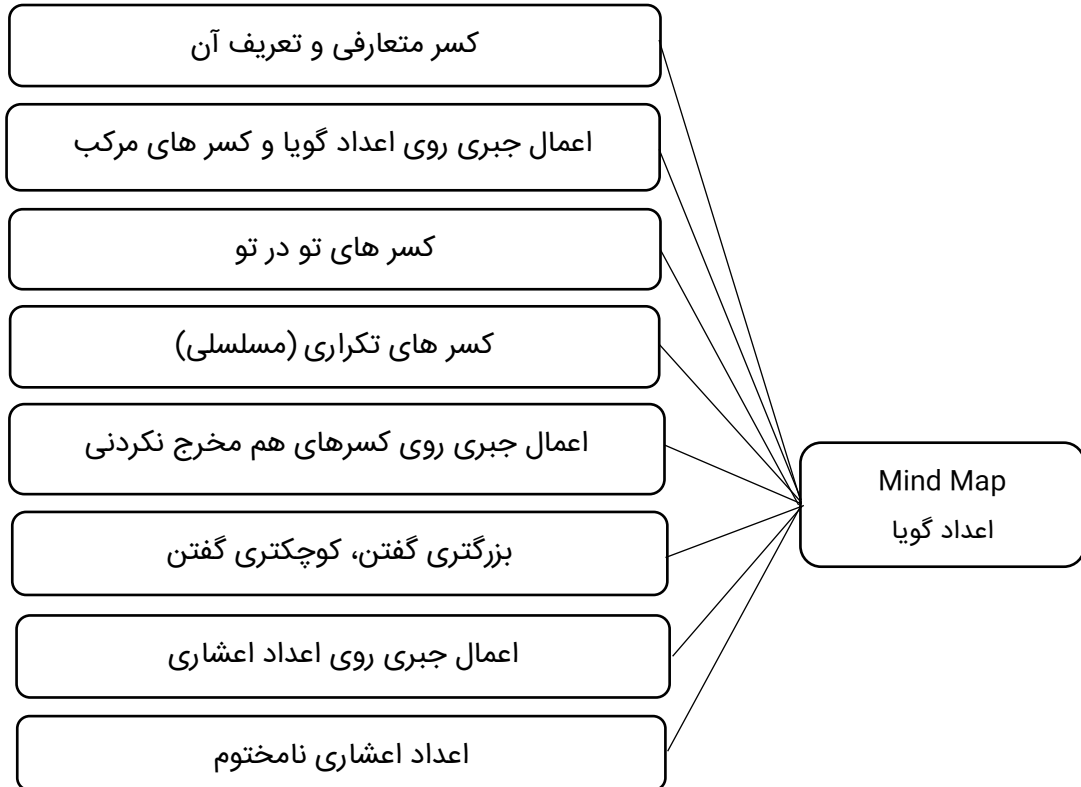 کسر متعارفی و تعریف آن
اعمال جبری روی اعداد گویا و کسر های مرکب
کسر های تو در تو
کسر های تکراری (مسلسلی)
اعمال جبری روی کسرهای هم مخرج نکردنی
Mind Map
اعداد گویا
بزرگتری گفتن، کوچکتری گفتن
اعمال جبری روی اعداد اعشاری
اعداد اعشاری نامختوم